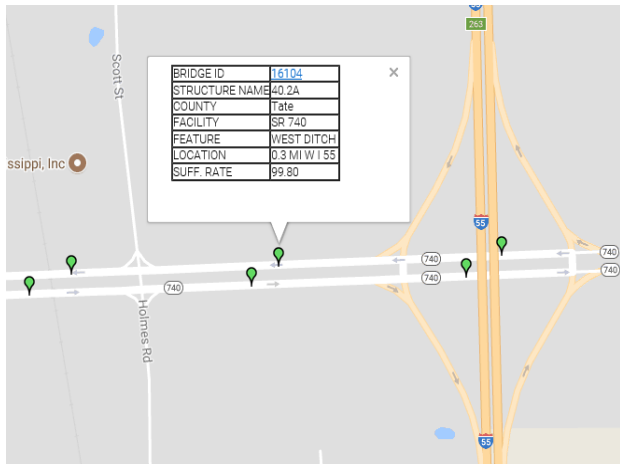 263
Scott St
BRIDGE ID 16104
STRUCTURE NAME 40.2A
COUNTY Tate
FACILITY SR 740
FEATURE WEST DITCH
LOCATION 0.3 MI W I 55
SUFF. RATE 99.80
×
ssippi, Inc
55
740
740
740
740
740
Holmes Rd
55